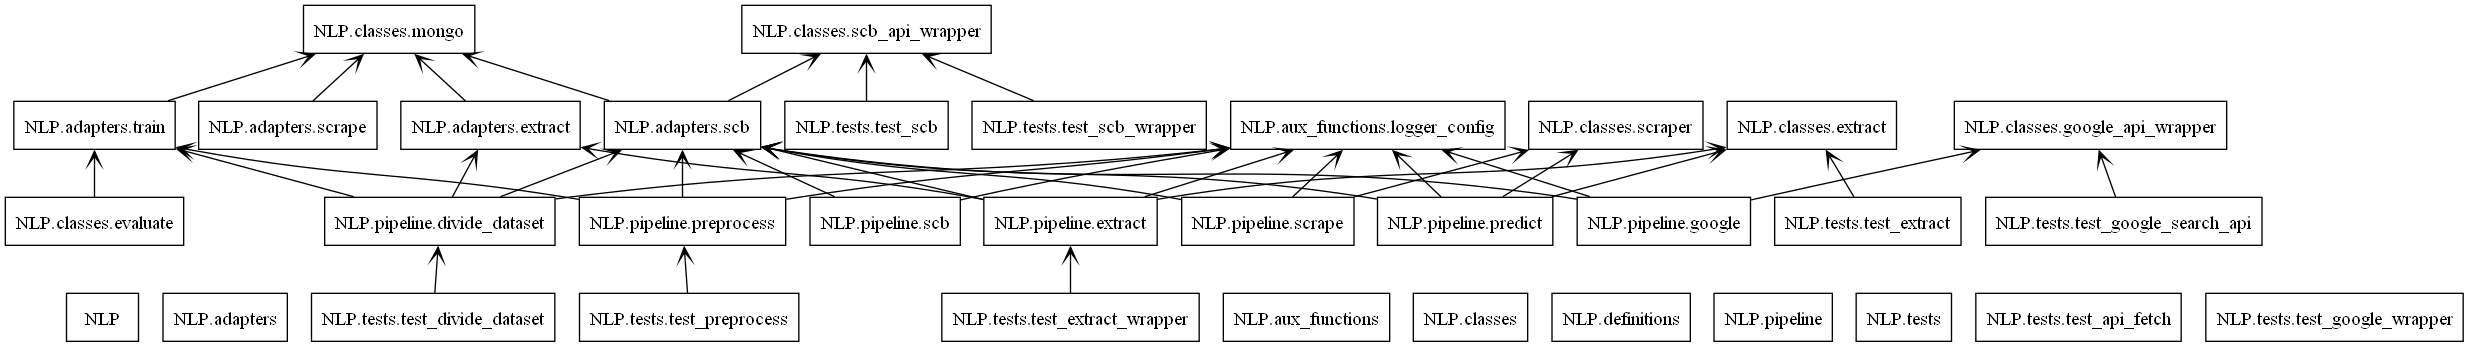 NLP.classes.mongo
NLP.classes.scb_api_wrapper
NLP.adapters.train
NLP.adapters.scrape
NLP.adapters.extract
NLP.adapters.scb
NLP.tests.test_scb
NLP.tests.test_scb_wrapper
NLP.aux_functions.logger_config
NLP.classes.scraper
NLP.classes.extract
NLP.classes.google_api_wrapper
NLP.classes.evaluate
NLP.pipeline.divide_dataset
NLP.pipeline.preprocess
NLP.pipeline.scb
NLP.pipeline.extract
NLP.pipeline.scrape
NLP.pipeline.predict
NLP.pipeline.google
NLP.tests.test_extract
NLP.tests.test_google_search_api
NLP
NLP.adapters
NLP.tests.test_divide_dataset
NLP.tests.test_preprocess
NLP.tests.test_extract_wrapper
NLP.aux_functions
NLP.classes
NLP.definitions
NLP.pipeline
NLP.tests
NLP.tests.test_api_fetch
NLP.tests.test_google_wrapper